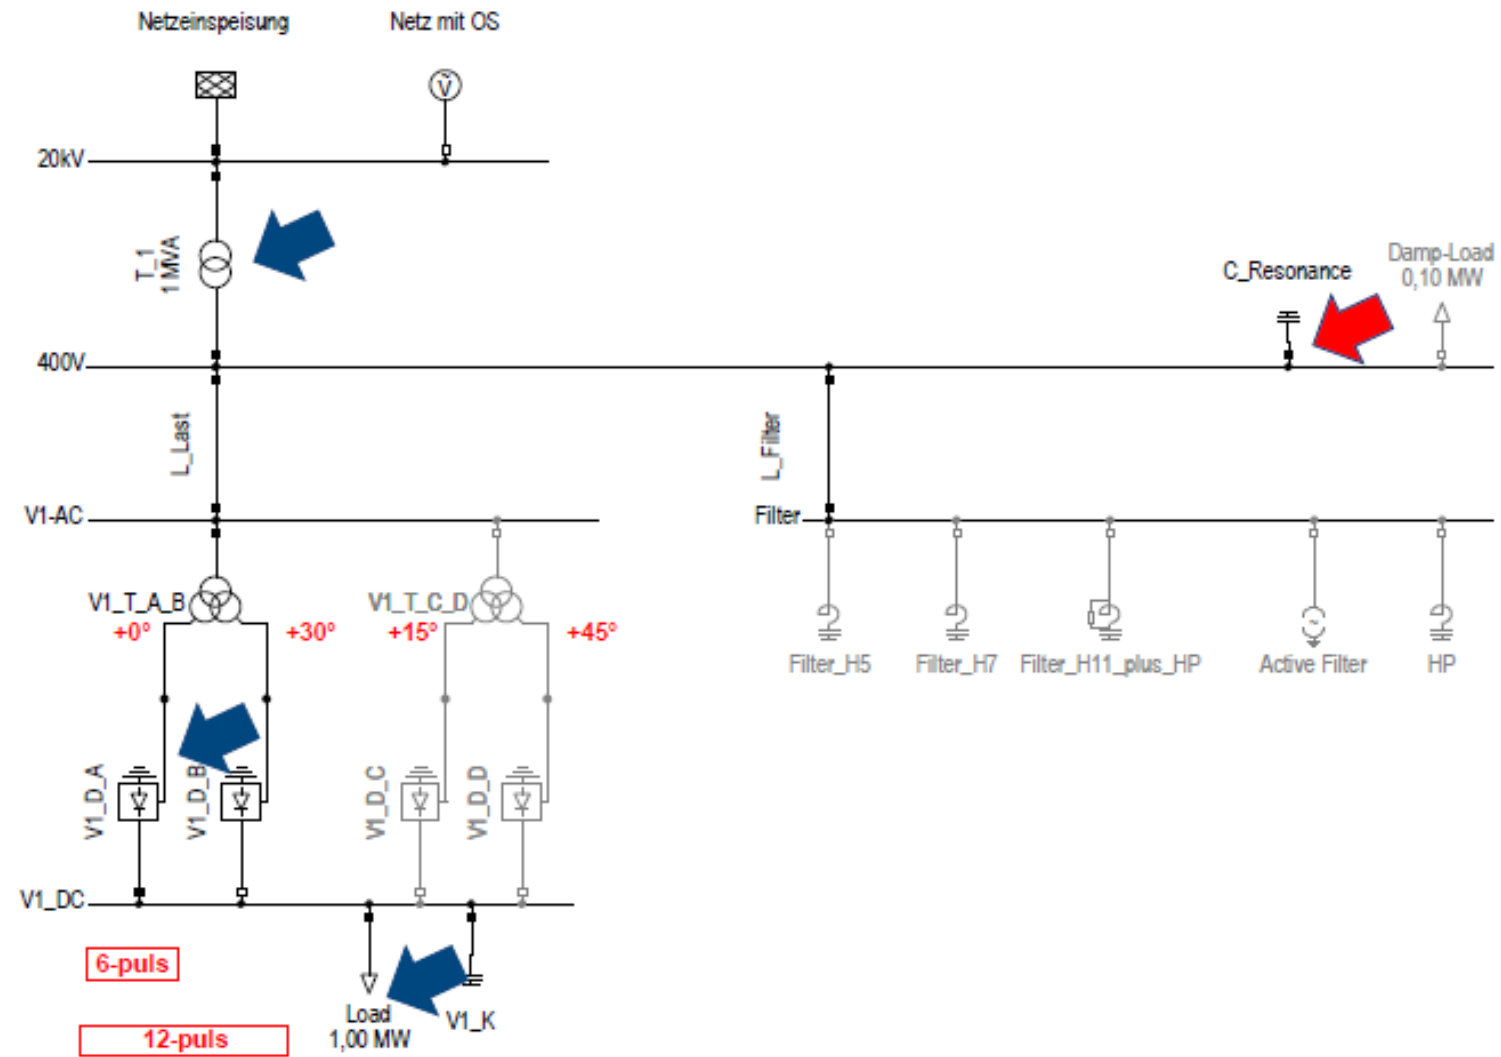 Netzeinspeisung
Netz mit OS
20kV
T_1
1 MVA
C_Resonance
Damp-Load
0,10 MW
400V
L_Last
L_Filter
V1-AC
Filter
V1_T_A_B
+0°
+30°
V1_T_C_D
+15°
+45°
Filter_H5
Filter_H7
Filter_H11_plus_HP
Active Filter
HP
V1_D_A
V1_D_B
V1_D_C
V1_D_D
V1_DC
6-puls
Load
1,00 MW
V1_K
12-puls